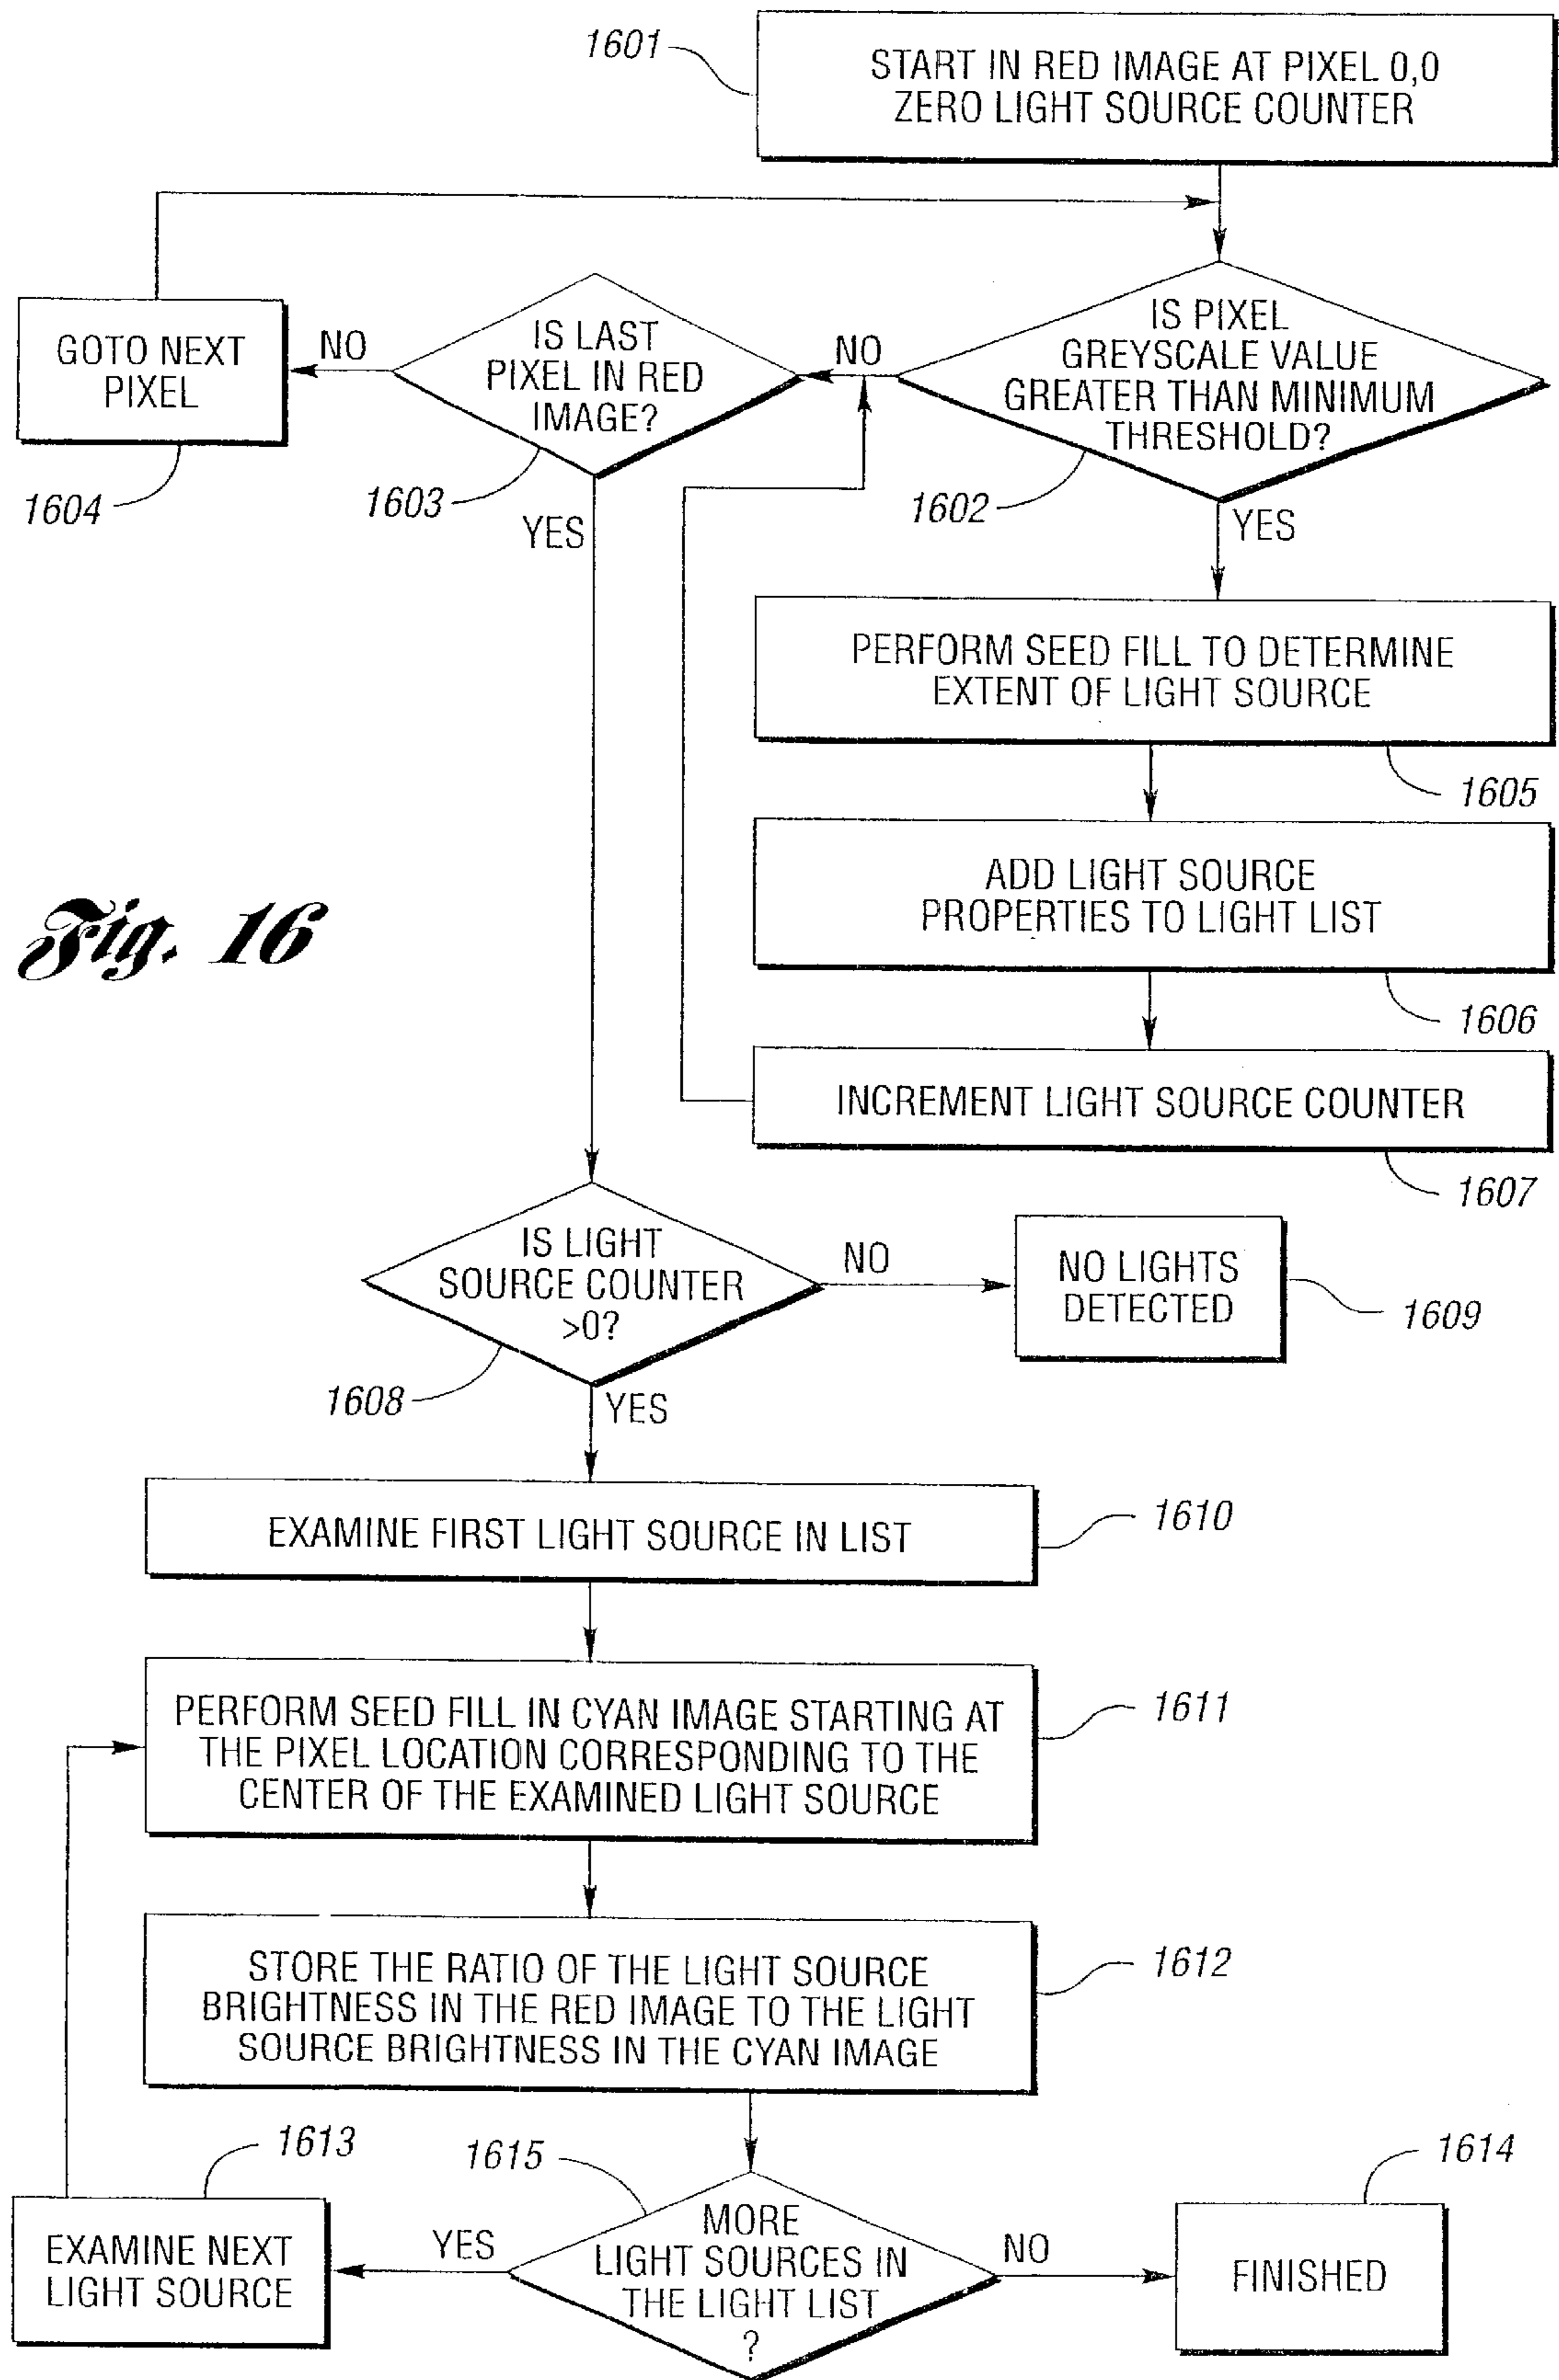 1601
START IN RED IMAGE AT PIXEL 0,0
ZERO LIGHT SOURCE COUNTER
GOTO NEXT
PIXEL
1604
NO
IS LAST
PIXEL IN RED
IMAGE?
1603
YES
NO
IS PIXEL
GREYSCALE VALUE
GREATER THAN MINIMUM
THRESHOLD?
1602
YES
PERFORM SEED FILL TO DETERMINE
EXTENT OF LIGHT SOURCE
1605
ADD LIGHT SOURCE
PROPERTIES TO LIGHT LIST
1606
Fig. 16
INCREMENT LIGHT SOURCE COUNTER
1607
IS LIGHT
SOURCE COUNTER
>0?
1608
NO
NO LIGHTS
DETECTED
1609
YES
EXAMINE FIRST LIGHT SOURCE IN LIST
1610
PERFORM SEED FILL IN CYAN IMAGE STARTING AT
THE PIXEL LOCATION CORRESPONDING TO THE
CENTER OF THE EXAMINED LIGHT SOURCE
1611
STORE THE RATIO OF THE LIGHT SOURCE
BRIGHTNESS IN THE RED IMAGE TO THE LIGHT
SOURCE BRIGHTNESS IN THE CYAN IMAGE
1612
1613
EXAMINE NEXT
LIGHT SOURCE
YES
1615
MORE
LIGHT SOURCES IN
THE LIGHT LIST
?
NO
1614
FINISHED